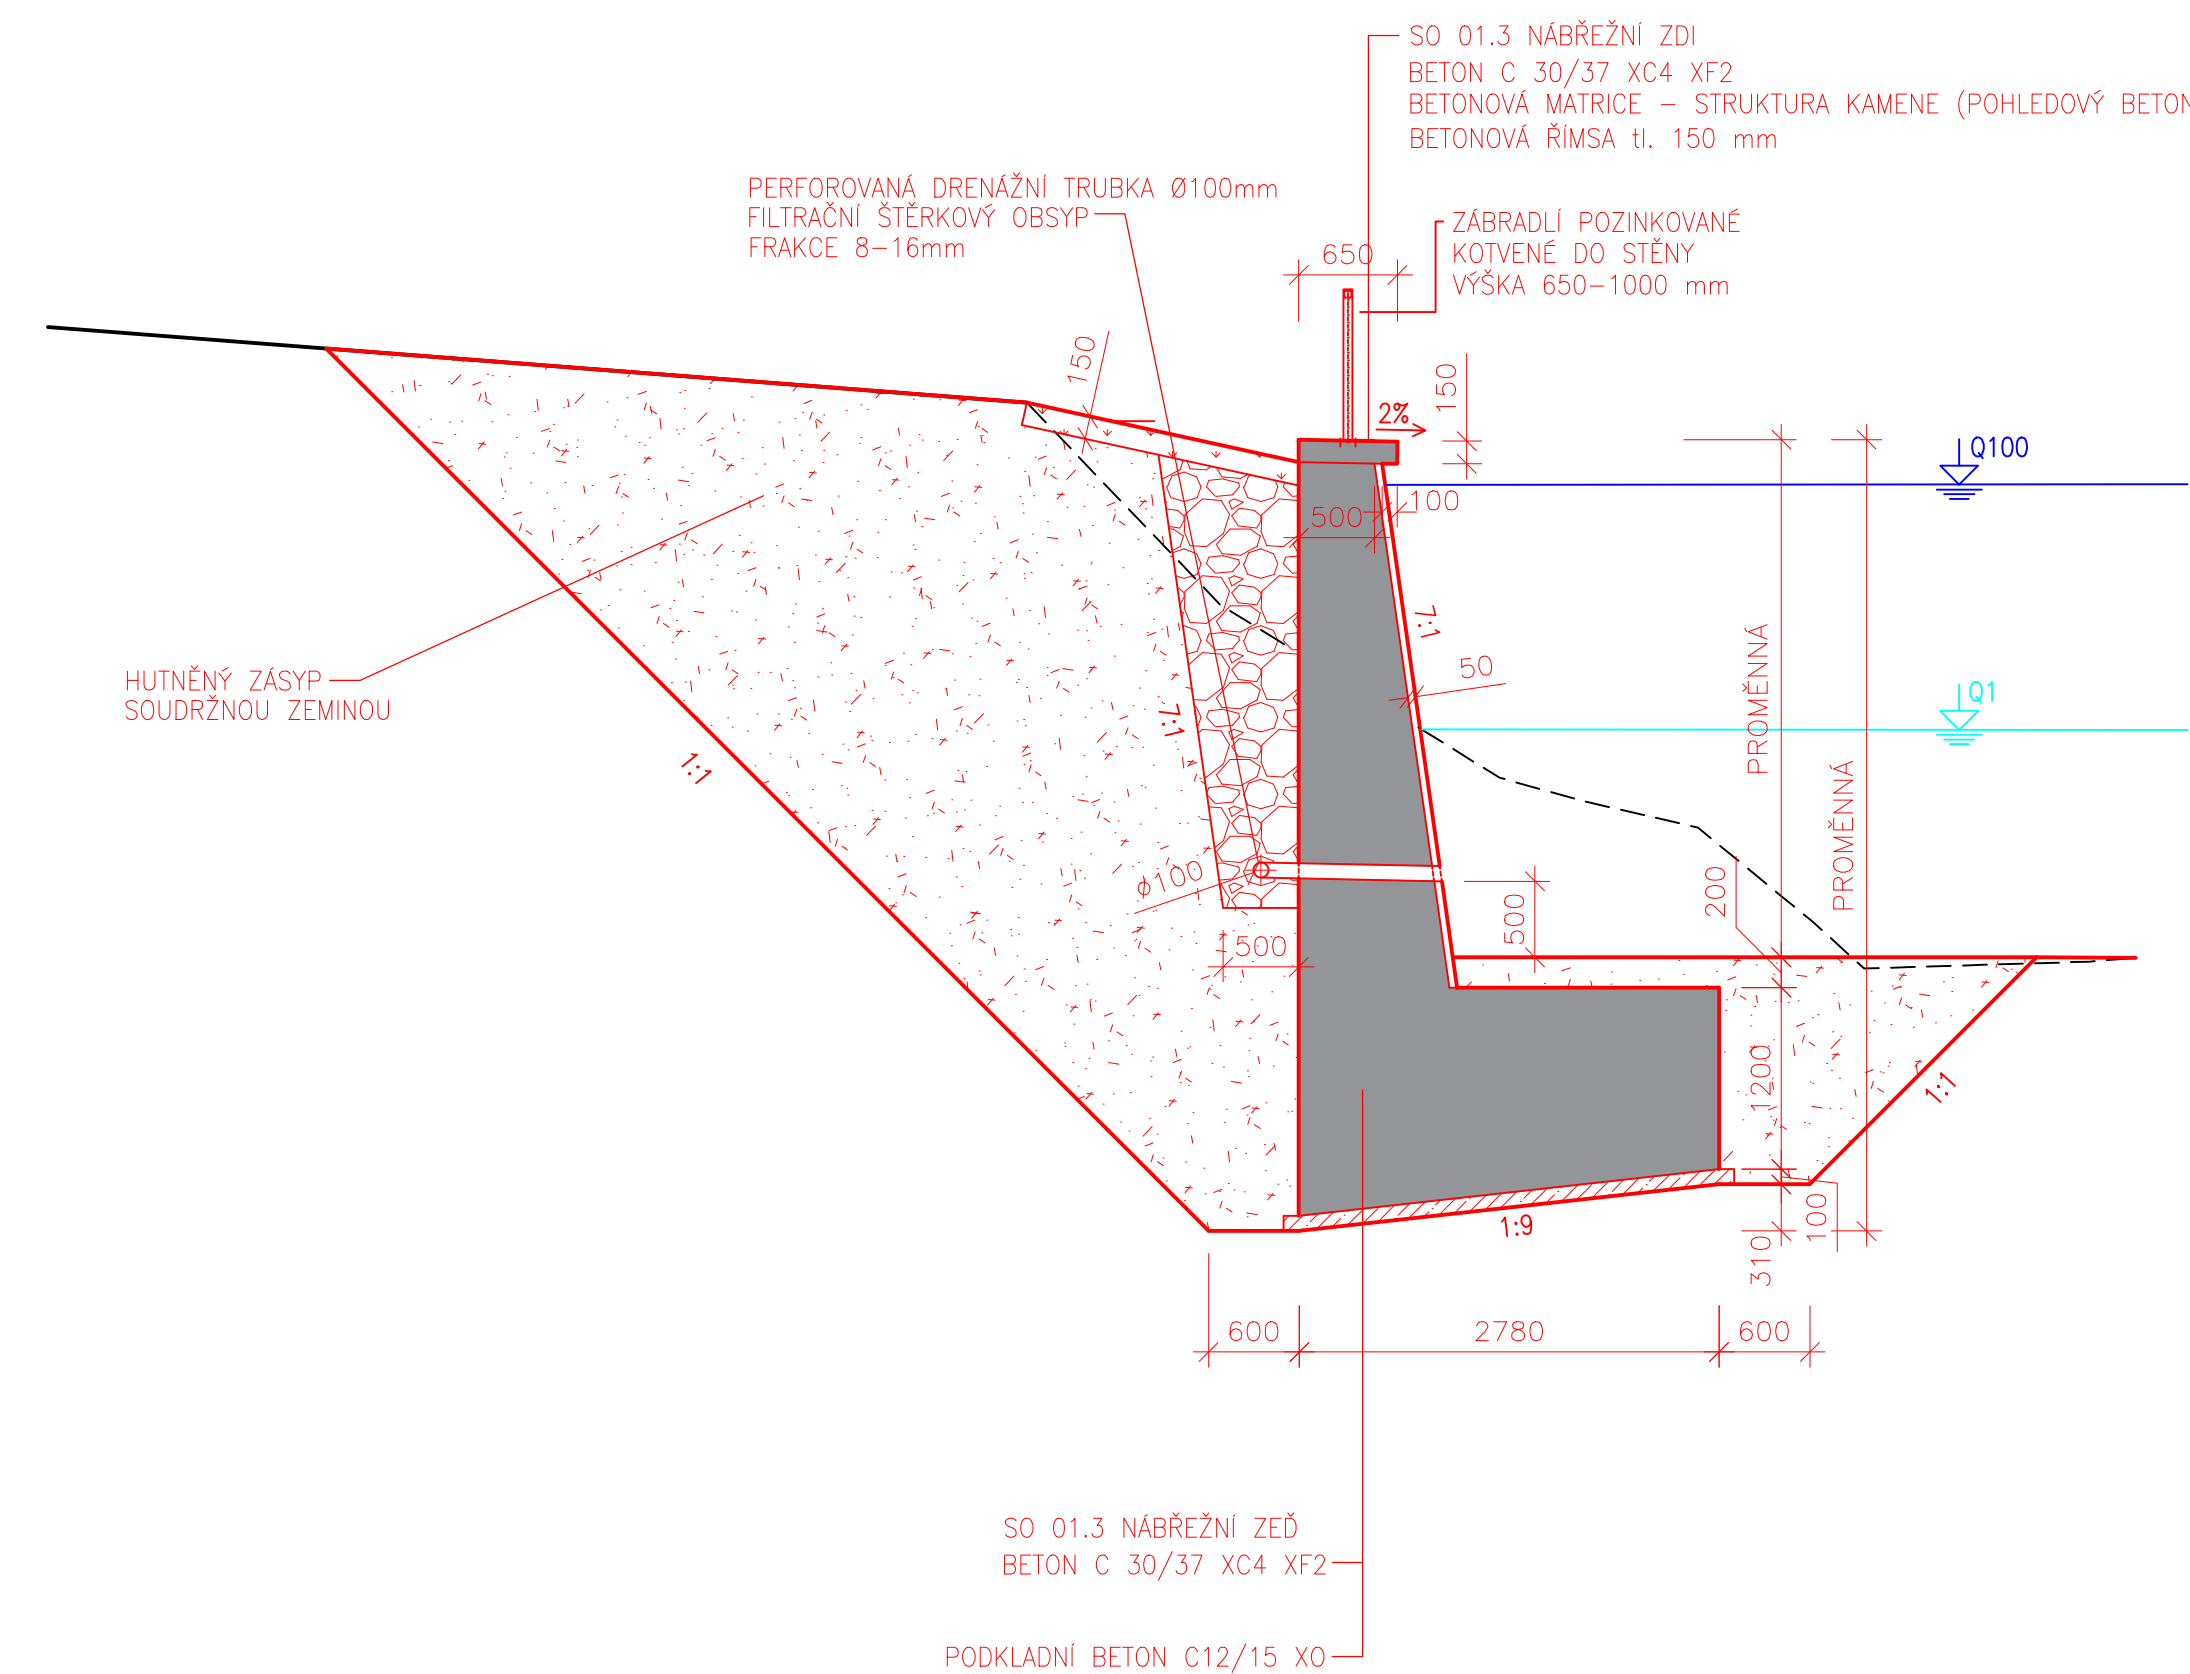 SO 01.3 NÁBŘEŽNÍ ZDI
BETON C 30/37 XC4 XF2
BETONOVÁ MATRICE – STRUKTURA KAMENE (POHLEDOVÝ BETON
BETONOVÁ ŘÍMSA tl. 150 mm
PERFOROVANÁ DRENÁŽNÍ TRUBKA Ø100mm
FILTRAČNÍ ŠTĚRKOVÝ OBSYP
FRAKCE 8–16mm
ZÁBRADLÍ POZINKOVANÉ
KOTVENÉ DO STĚNY
VÝŠKA 650–1000 mm
650
150
150
2%
Q100
100
500
7:1
50
HUTNĚNÝ ZÁSYP
SOUDRŽNOU ZEMINOU
PROMĚNNÁ
Q1
7:1
1:1
PROMĚNNÁ
ø100
200
500
500
1200
1:1
1:9
100
310
600
2780
600
SO 01.3 NÁBŘEŽNÍ ZEĎ
BETON C 30/37 XC4 XF2
PODKLADNÍ BETON C12/15 XO